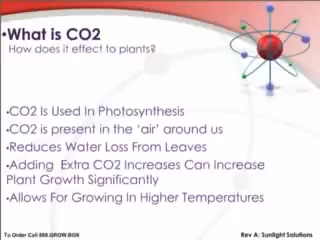 •What is CO2
How does it effect to plants?
•CO2 Is Used In Photosynthesis
•CO2 is present in the ‘air’ around us
•Reduces Water Loss From Leaves
•Adding Extra CO2 Increases Can Increase
Plant Growth Significantly
•Allows For Growing In Higher Temperatures
To Order Call 888.GROW.BOX
Rev A: Sunlight Solutions